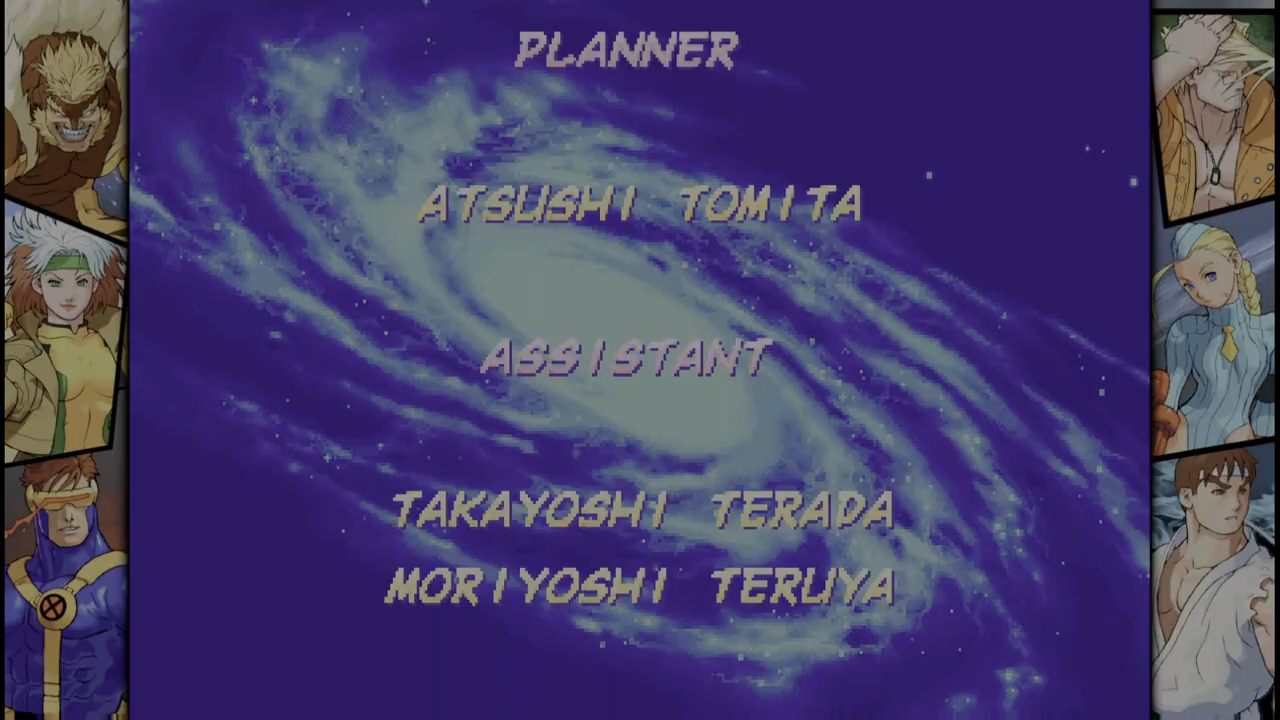 PLANNER
ATSUSHI TOMITA
ASSISTANT
TAKAYOSHI TERADA
MORIYOSHI TERUYA